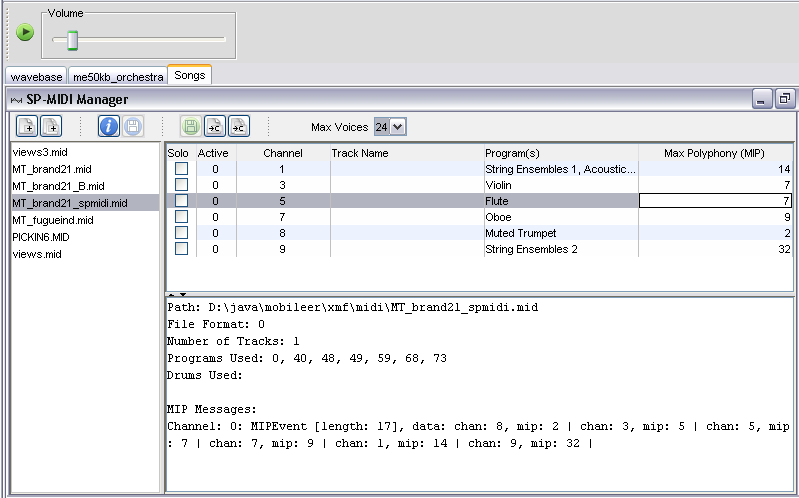 Volume
wavebase me50kb_orchestra Songs
SP-MIDI Manager
Max Voices 24
views3.mid
MT_brand21.mid
MT_brand21_B.mid
MT_brand21_spmidi.mid
MT_fugueind.mid
PICKIN6.MID
views.mid
Solo Active Channel Track Name Program(s) Max Polyphony (MIP)
0 1 String Ensembles 1, Acoustic... 14
0 3 Violin 7
0 5 Flute 7
0 7 Oboe 9
0 8 Muted Trumpet 2
0 9 String Ensembles 2 32
Path: D:\java\mobileer\xmf\midi\MT_brand21_spmidi.mid
File Format: 0
Number of Tracks: 1
Programs Used: 0, 40, 48, 49, 59, 68, 73
Drums Used:
MIP Messages:
Channel: 0: MIPEvent [length: 17], data: chan: 8, mip: 2 | chan: 3, mip: 5 | chan: 5, mip
: 7 | chan: 7, mip: 9 | chan: 1, mip: 14 | chan: 9, mip: 32 |